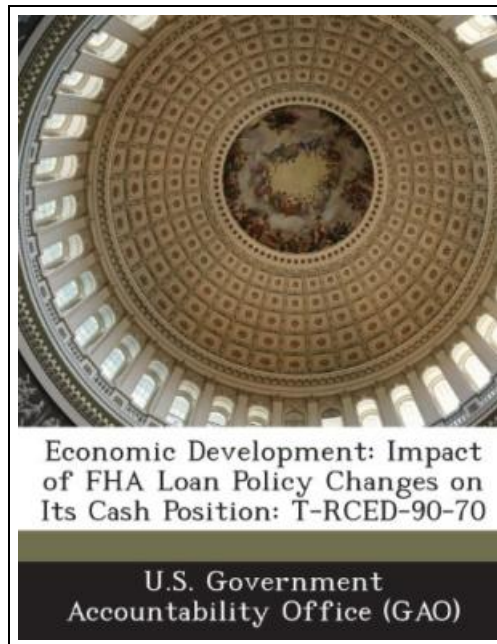 Economic Development: Impact
of FHA Loan Policy Changes on
Its Cash Position: T-RCED-90-70
U.S. Government
Accountability Office (GAO)